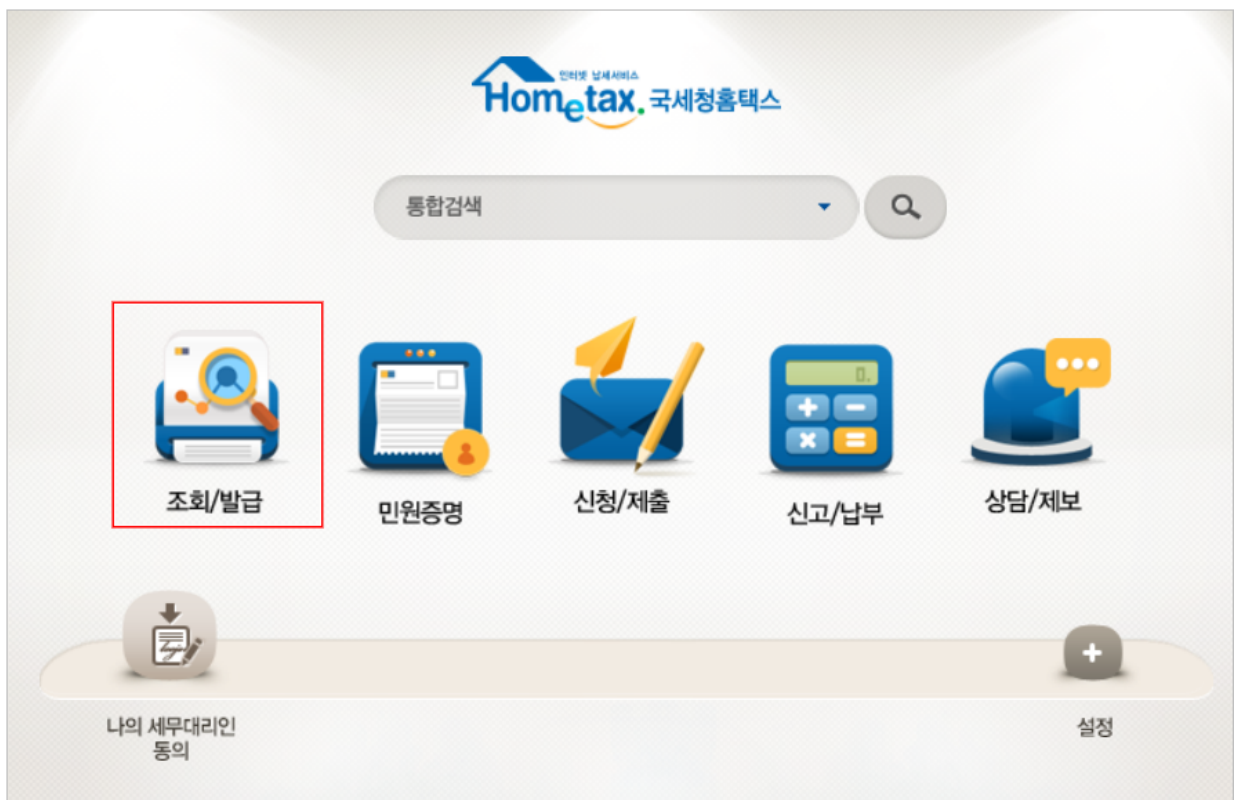 인터넷 납세서비스
Hometax. 국세청홈택스
통합검색
0.
조회/발급
민원증명
신청/제출
신고/납부
상담/제보
나의 세무대리인
동의
설정